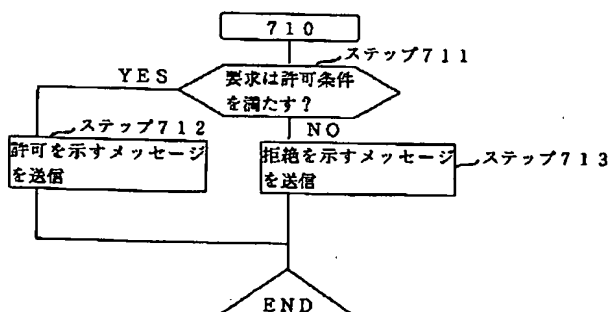 710
ステップ711
YES
要求は許可条件
を満たす？
ステップ712
NO
許可を示すメッセージ
を送信
拒絶を示すメッセージ
を送信
ステップ713
END